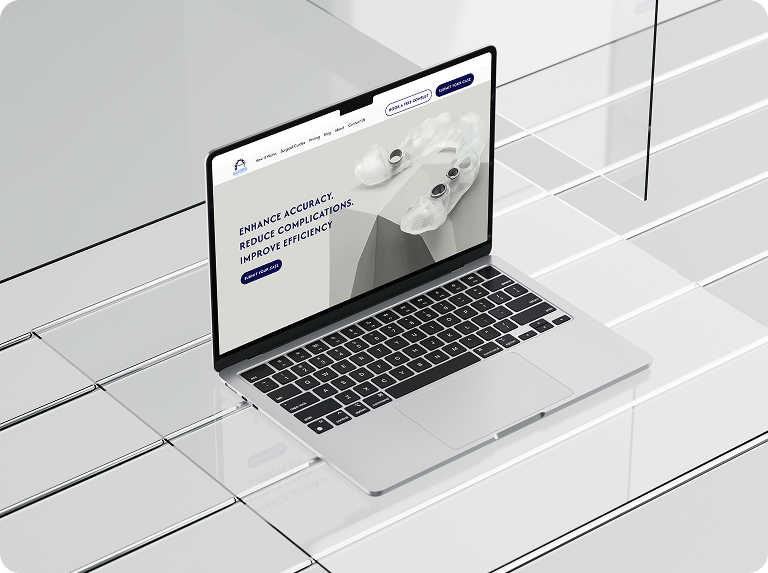 BOOK A FREE CONSULT
SUBMIT YOUR CASE
How it Works Surgical Guides Pricing Blog About Contact Us
ENHANCE ACCURACY.
REDUCE COMPLICATIONS.
IMPROVE EFFICIENCY
SUBMIT YOUR CASE